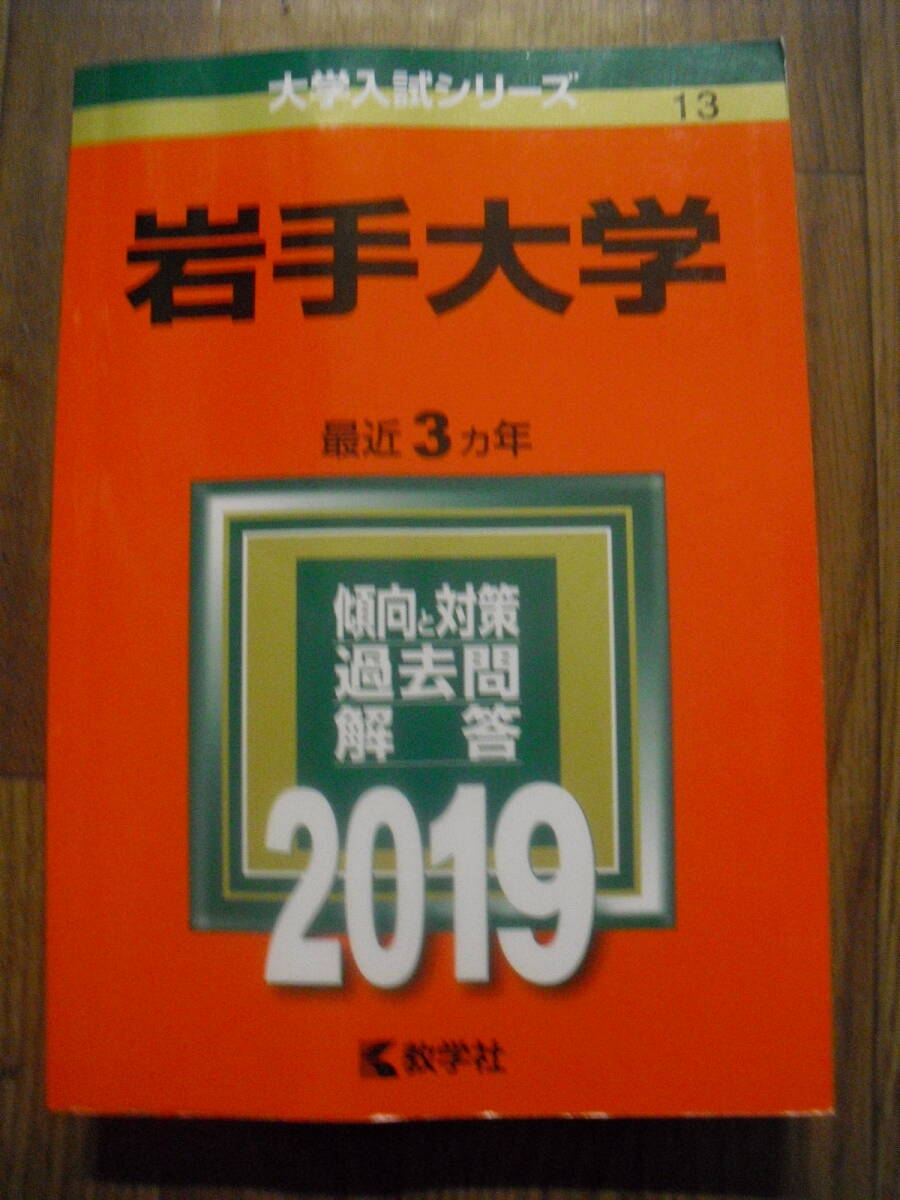 大学入試シリーズ
13
岩手大学
最近3カ年
傾向と対策
過去問
解答
2019
教学社